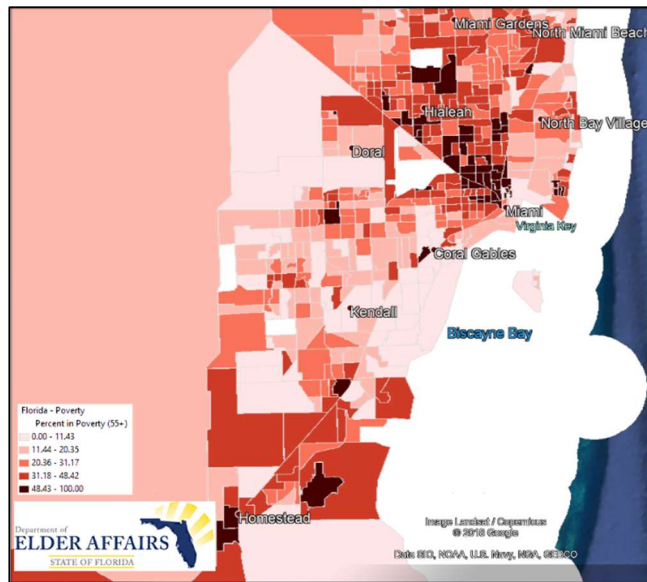 Miami Gardens
North Miami Beach
Hialeah
North Bay Village
Doral
Miami
Virginia Key
Coral Gables
Kendall
Biscayne Bay
Florida - Poverty
Percent in Poverty (55+)
0.00 - 11.43
11.44 - 20.35
20.36 - 31.17
31.18 - 48.42
48.43 - 100.00
Homestead
Department of
ELDER AFFAIRS
STATE OF FLORIDA
Image Landsat / Copernicus
© 2018 Google
Data SIO, NOAA, U.S. Navy, NGA, GEBCO